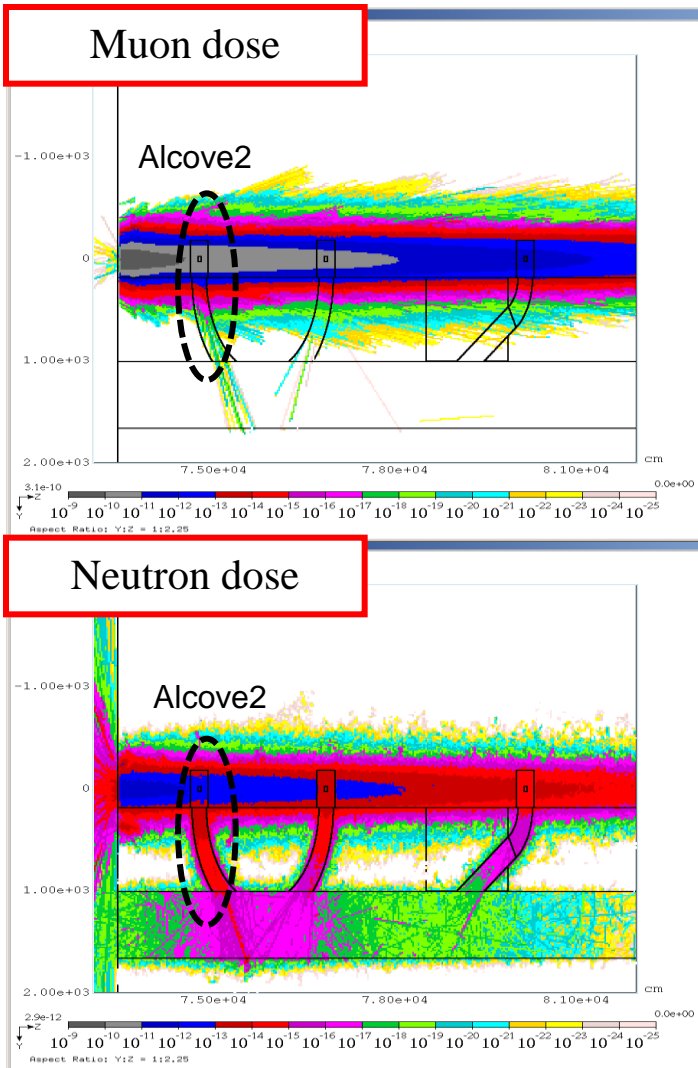 Muon dose
Alcove2
-1.00e+03
0
1.00e+03
2.00e+03
7.50e+04 7.80e+04 8.10e+04 cm
3.1e-10 0.0e+00
Z
Y
10-9 10-10 10-11 10-12 10-13 10-14 10-15 10-16 10-17 10-18 10-19 10-20 10-21 10-22 10-23 10-24 10-25
Aspect Ratio: Y:Z = 1:2.25
Neutron dose
Alcove2
-1.00e+03
0
1.00e+03
2.00e+03
7.50e+04 7.80e+04 8.10e+04 cm
2.9e-12 0.0e+00
Z
Y
10-9 10-10 10-11 10-12 10-13 10-14 10-15 10-16 10-17 10-18 10-19 10-20 10-21 10-22 10-23 10-24 10-25
Aspect Ratio: Y:Z = 1:2.25